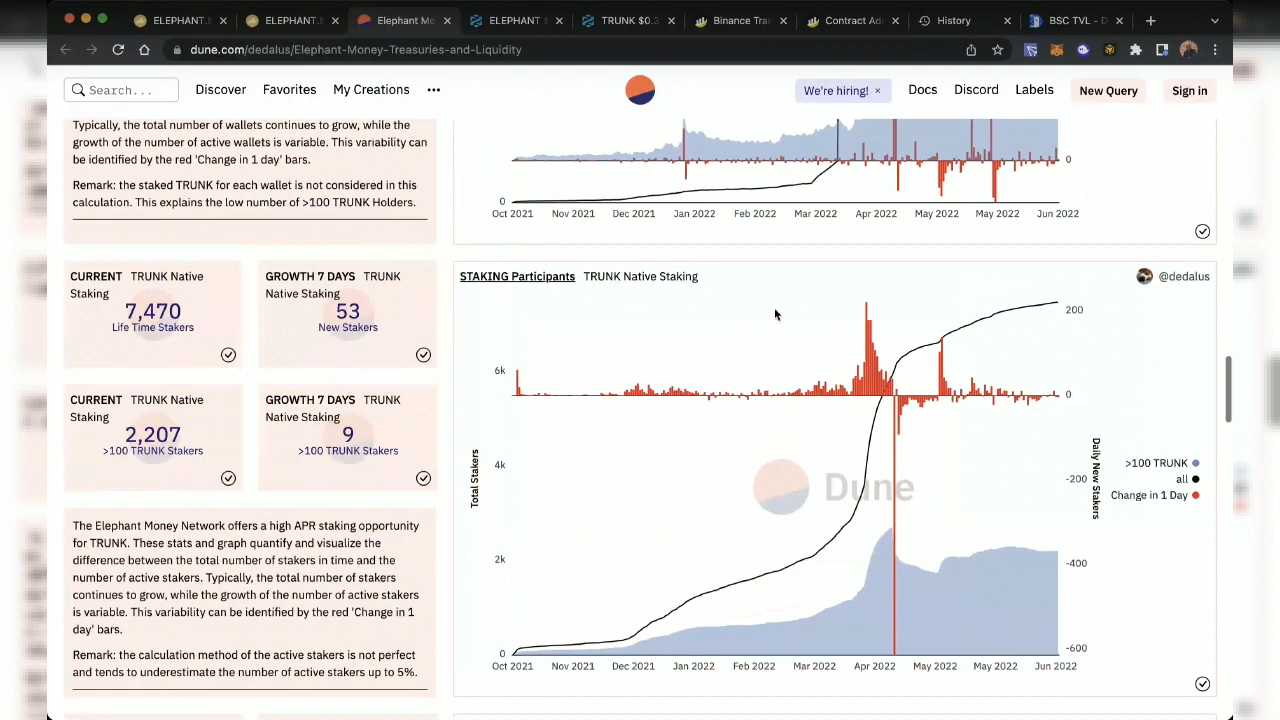 ELEPHANT.M
ELEPHANT.
Elephant Mo
ELEPHANT
TRUNK $0.3
Binance Tra
Contract Ad
History
BSC TVL - D
dune.com/dedalus/Elephant-Money-Treasuries-and-Liquidity
Search...
Discover
Favorites
My Creations
We're hiring! ×
Docs
Discord
Labels
New Query
Sign in
Typically, the total number of wallets continues to grow, while the
growth of the number of active wallets is variable. This variability can
be identified by the red 'Change in 1 day' bars.
Remark: the staked TRUNK for each wallet is not considered in this
calculation. This explains the low number of >100 TRUNK Holders.
0
0
Oct 2021 Nov 2021 Dec 2021 Jan 2022 Feb 2022 Mar 2022 Apr 2022 May 2022 May 2022 Jun 2022
CURRENT TRUNK Native
Staking
7,470
Life Time Stakers
GROWTH 7 DAYS TRUNK
Native Staking
53
New Stakers
CURRENT TRUNK Native
Staking
2,207
>100 TRUNK Stakers
GROWTH 7 DAYS TRUNK
Native Staking
9
>100 TRUNK Stakers
The Elephant Money Network offers a high APR staking opportunity
for TRUNK. These stats and graph quantify and visualize the
difference between the total number of stakers in time and the
number of active stakers. Typically, the total number of stakers
continues to grow, while the growth of the number of active stakers
is variable. This variability can be identified by the red 'Change in 1
day' bars.
Remark: the calculation method of the active stakers is not perfect
and tends to underestimate the number of active stakers up to 5%.
STAKING Participants TRUNK Native Staking
@dedalus
Total Stakers
6k
4k
2k
0
200
0
-200
-400
-600
Daily New Stakers
>100 TRUNK
all
Change in 1 Day
Dune
Oct 2021 Nov 2021 Dec 2021 Jan 2022 Feb 2022 Mar 2022 Apr 2022 May 2022 May 2022 Jun 2022